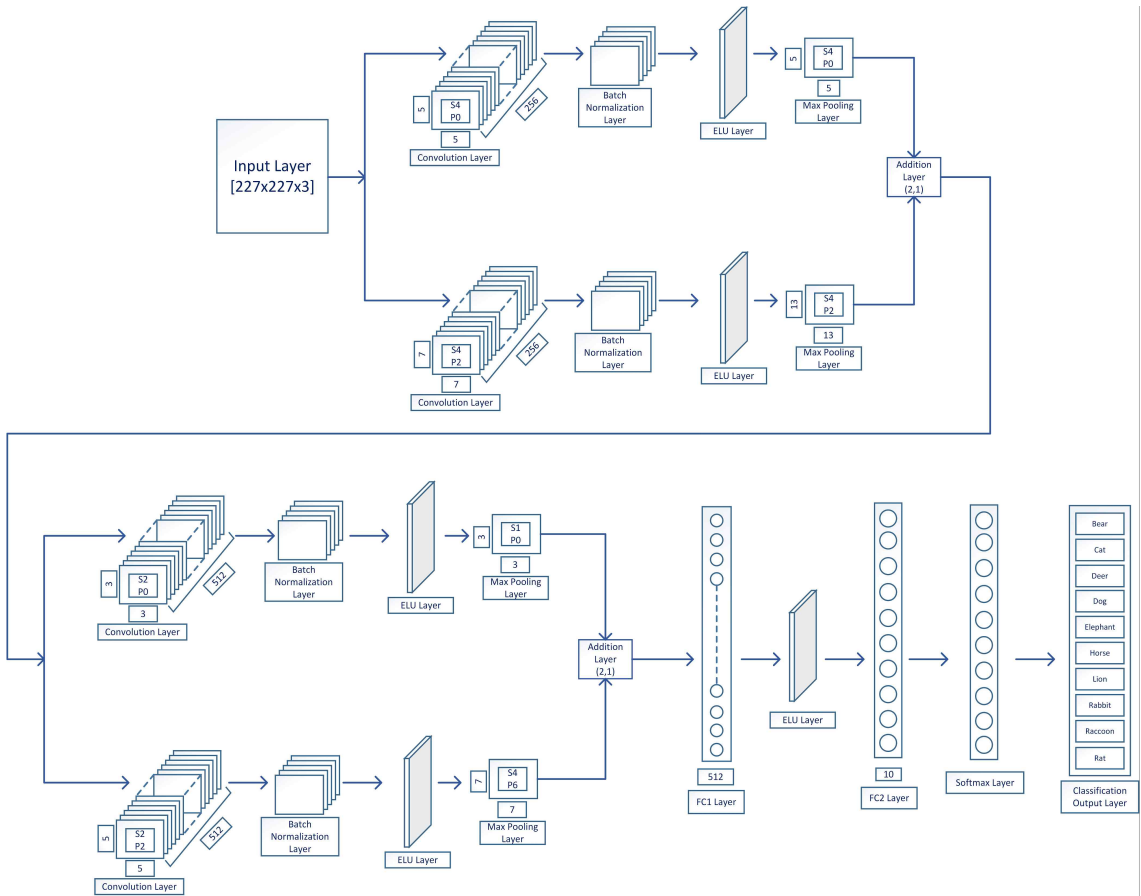 Input Layer
[227x227x3]
5
S4
P0
5
256
Convolution Layer
Batch
Normalization
Layer
ELU Layer
5
S4
P0
5
Max Pooling
Layer
7
S4
P2
7
256
Convolution Layer
Batch
Normalization
Layer
ELU Layer
13
S4
P2
13
Max Pooling
Layer
Addition
Layer
(2,1)
3
S2
P0
3
512
Convolution Layer
Batch
Normalization
Layer
ELU Layer
3
S1
P0
3
Max Pooling
Layer
5
S2
P2
5
512
Convolution Layer
Batch
Normalization
Layer
ELU Layer
7
S4
P6
7
Max Pooling
Layer
Addition
Layer
(2,1)
512
FC1 Layer
ELU Layer
10
FC2 Layer
Softmax Layer
Bear
Cat
Deer
Dog
Elephant
Horse
Lion
Rabbit
Raccoon
Rat
Classification
Output Layer